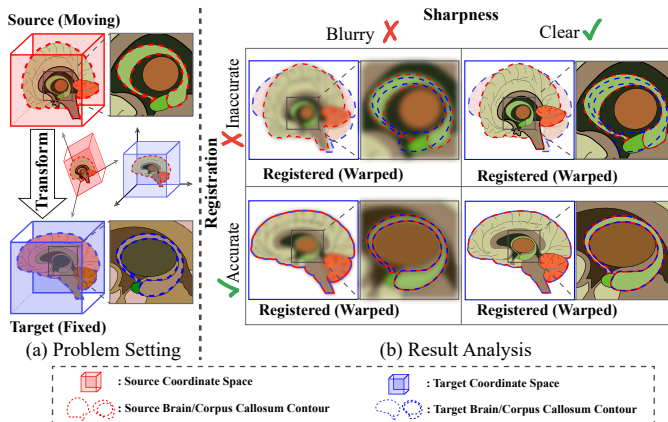 Source (Moving)
Transform
Target (Fixed)
(a) Problem Setting
Sharpness
Blurry ✗
Clear ✓
Registration
Inaccurate ✗
Registered (Warped)
Registered (Warped)
Accurate ✓
Registered (Warped)
Registered (Warped)
(b) Result Analysis
: Source Coordinate Space
: Target Coordinate Space
: Source Brain/Corpus Callosum Contour
: Target Brain/Corpus Callosum Contour